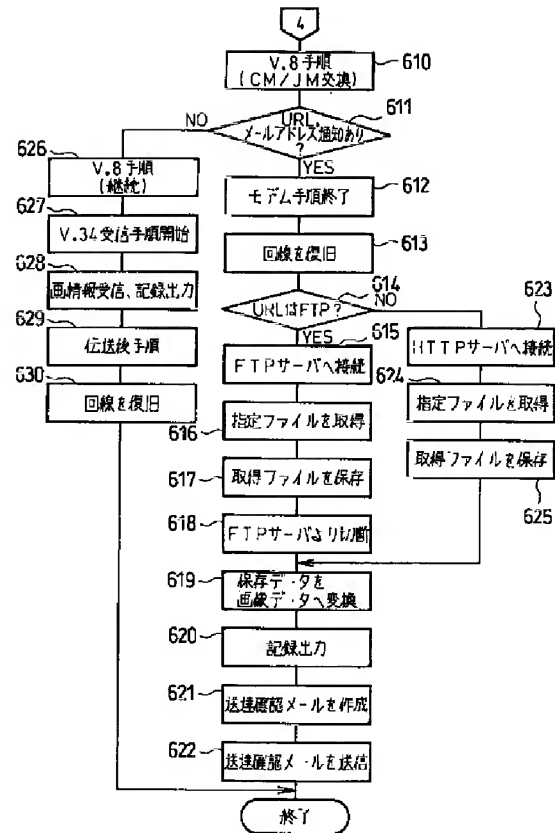 4
V.8手順
(CM/JM交換)
610
URL,
メールアドレス通知あり
?
611
NO
YES
626
V.8手順
(継続)
モデム手順終了
612
627
V.34受信手順開始
回線を復旧
613
628
画情報受信、記録出力
URLはFTP?
614
NO
YES
629
伝送後手順
615
FTPサーバへ接続
623
HTTPサーバへ接続
630
回線を復旧
616
指定ファイルを取得
624
指定ファイルを取得
617
取得ファイルを保存
取得ファイルを保存
625
618
FTPサーバより切断
619
保存データを
画像データへ変換
620
記録出力
621
送達確認メールを作成
622
送達確認メールを送信
終了